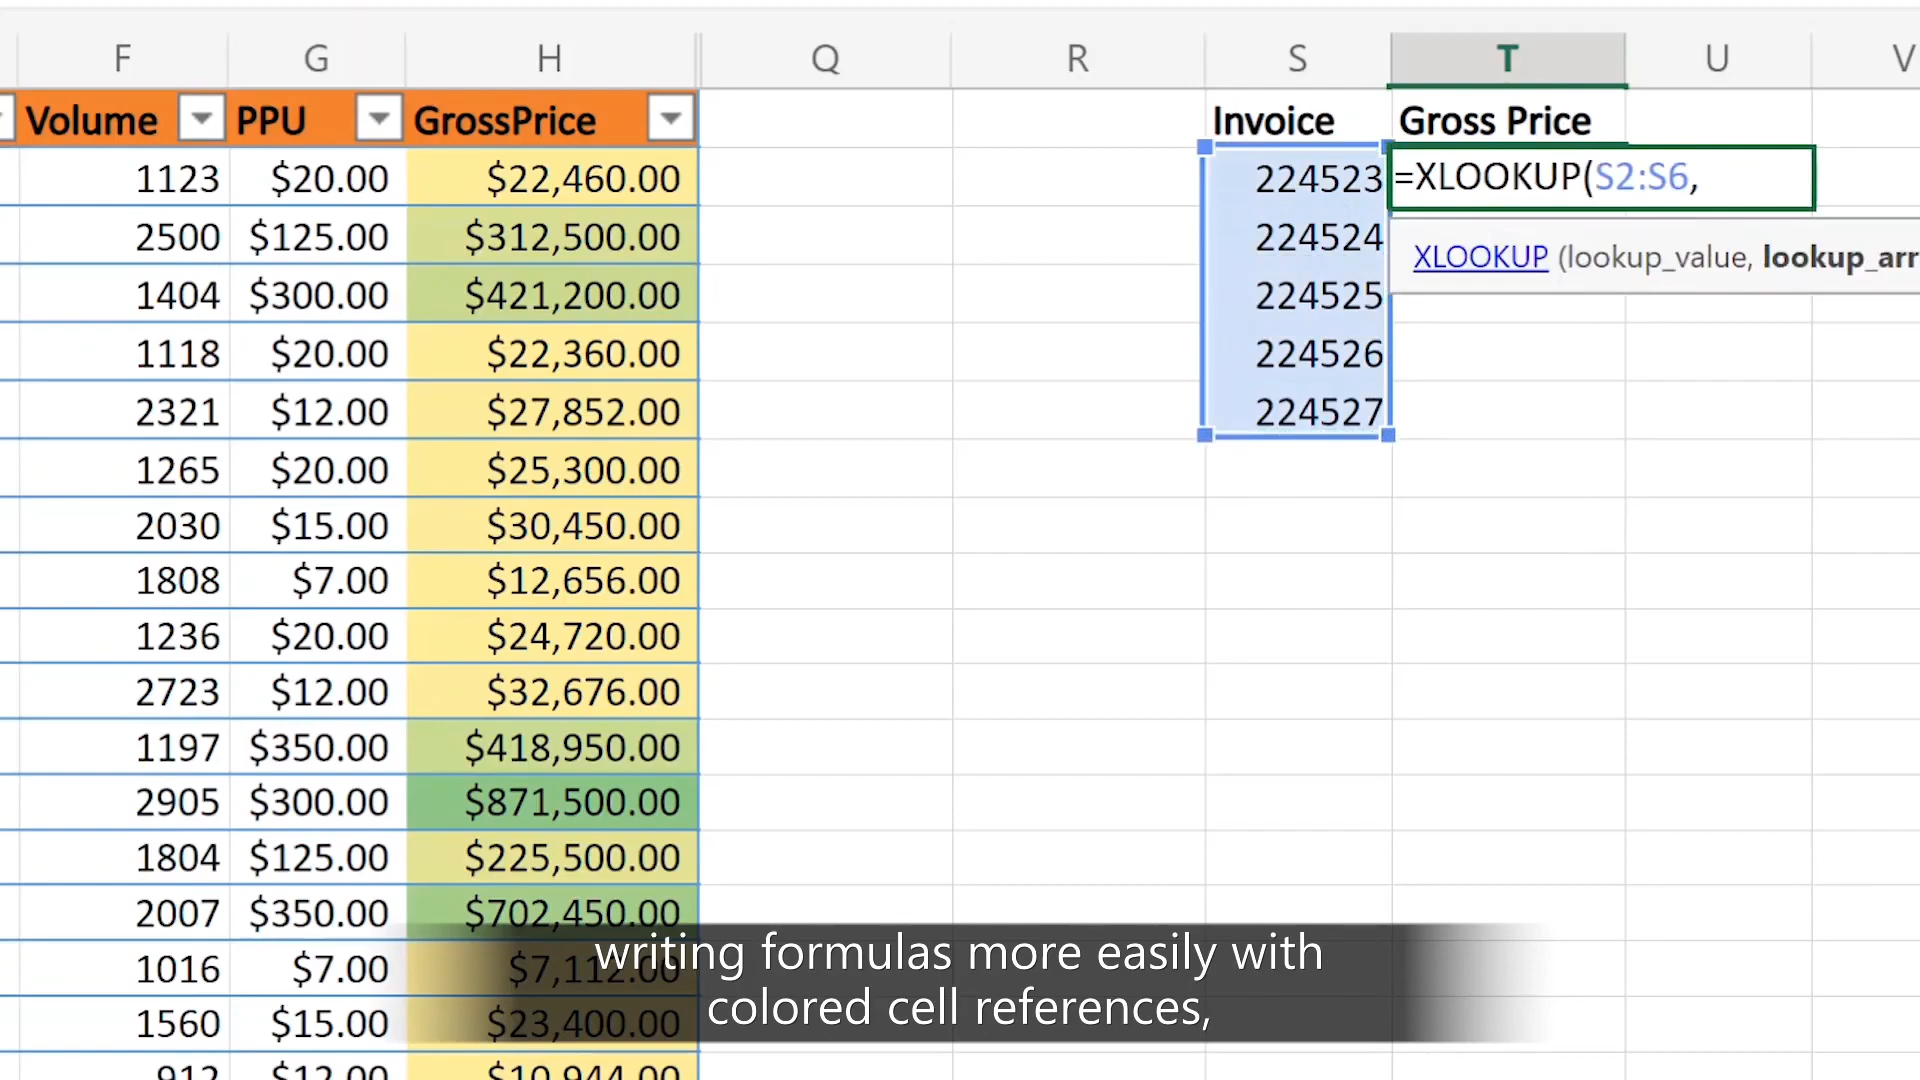 F G H Q R S T U V
Volume PPU GrossPrice Invoice Gross Price
1123 $20.00 $22,460.00 224523 =XLOOKUP(S2:S6,
2500 $125.00 $312,500.00 224524 XLOOKUP (lookup_value, lookup_arr
1404 $300.00 $421,200.00 224525
1118 $20.00 $22,360.00 224526
2321 $12.00 $27,852.00 224527
1265 $20.00 $25,300.00
2030 $15.00 $30,450.00
1808 $7.00 $12,656.00
1236 $20.00 $24,720.00
2723 $12.00 $32,676.00
1197 $350.00 $418,950.00
2905 $300.00 $871,500.00
1804 $125.00 $225,500.00
2007 $350.00 $702,450.00
1016 $7.00 $7,112.00
1560 $15.00 $23,400.00
912 $12.00 $10,944.00
writing formulas more easily with
colored cell references,